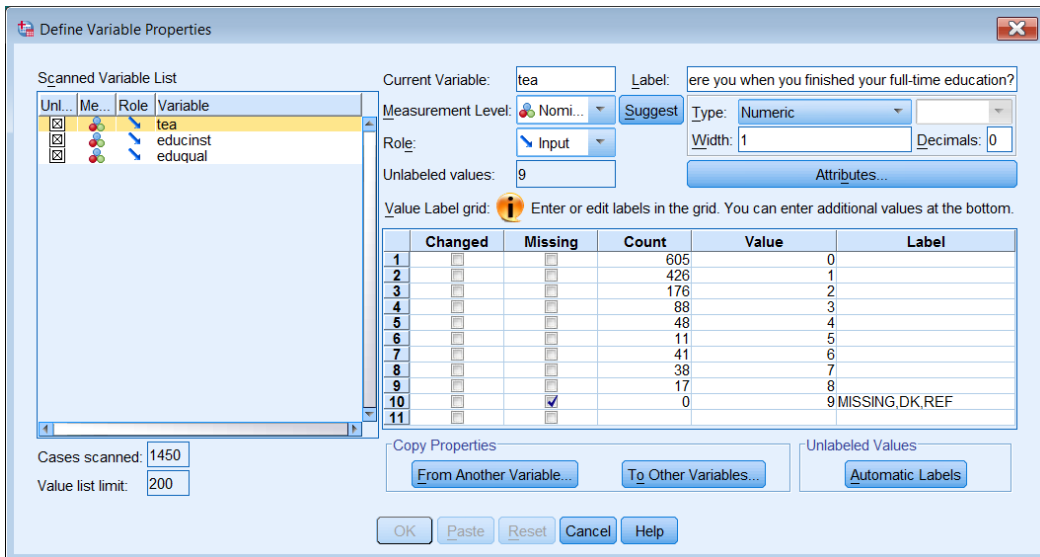 Define Variable Properties
Scanned Variable List
Unl... Me... Role Variable
tea
educinst
eduqual
Cases scanned: 1450
Value list limit: 200
Current Variable: tea Label: ere you when you finished your full-time education?
Measurement Level: Nomi... Suggest Type: Numeric
Role: Input Width: 1 Decimals: 0
Unlabeled values: 9 Attributes...
Value Label grid: i Enter or edit labels in the grid. You can enter additional values at the bottom.
Changed Missing Count Value Label
1 605 0
2 426 1
3 176 2
4 88 3
5 48 4
6 11 5
7 41 6
8 38 7
9 17 8
10 0 9 MISSING,DK,REF
11
Copy Properties Unlabeled Values
From Another Variable... To Other Variables... Automatic Labels
OK Paste Reset Cancel Help